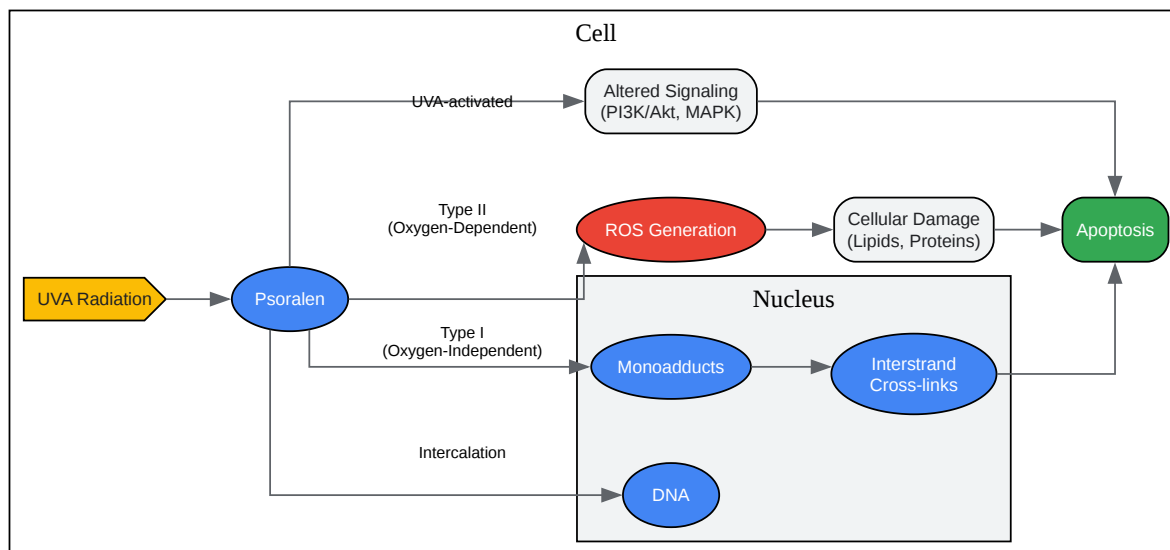 Cell
UVA-activated
Altered Signaling
(PI3K/Akt, MAPK)
Type II
(Oxygen-Dependent)
ROS Generation
Cellular Damage
(Lipids, Proteins)
Apoptosis
UVA Radiation
Psoralen
Nucleus
Type I
(Oxygen-Independent)
Monoadducts
Interstrand
Cross-links
Intercalation
DNA